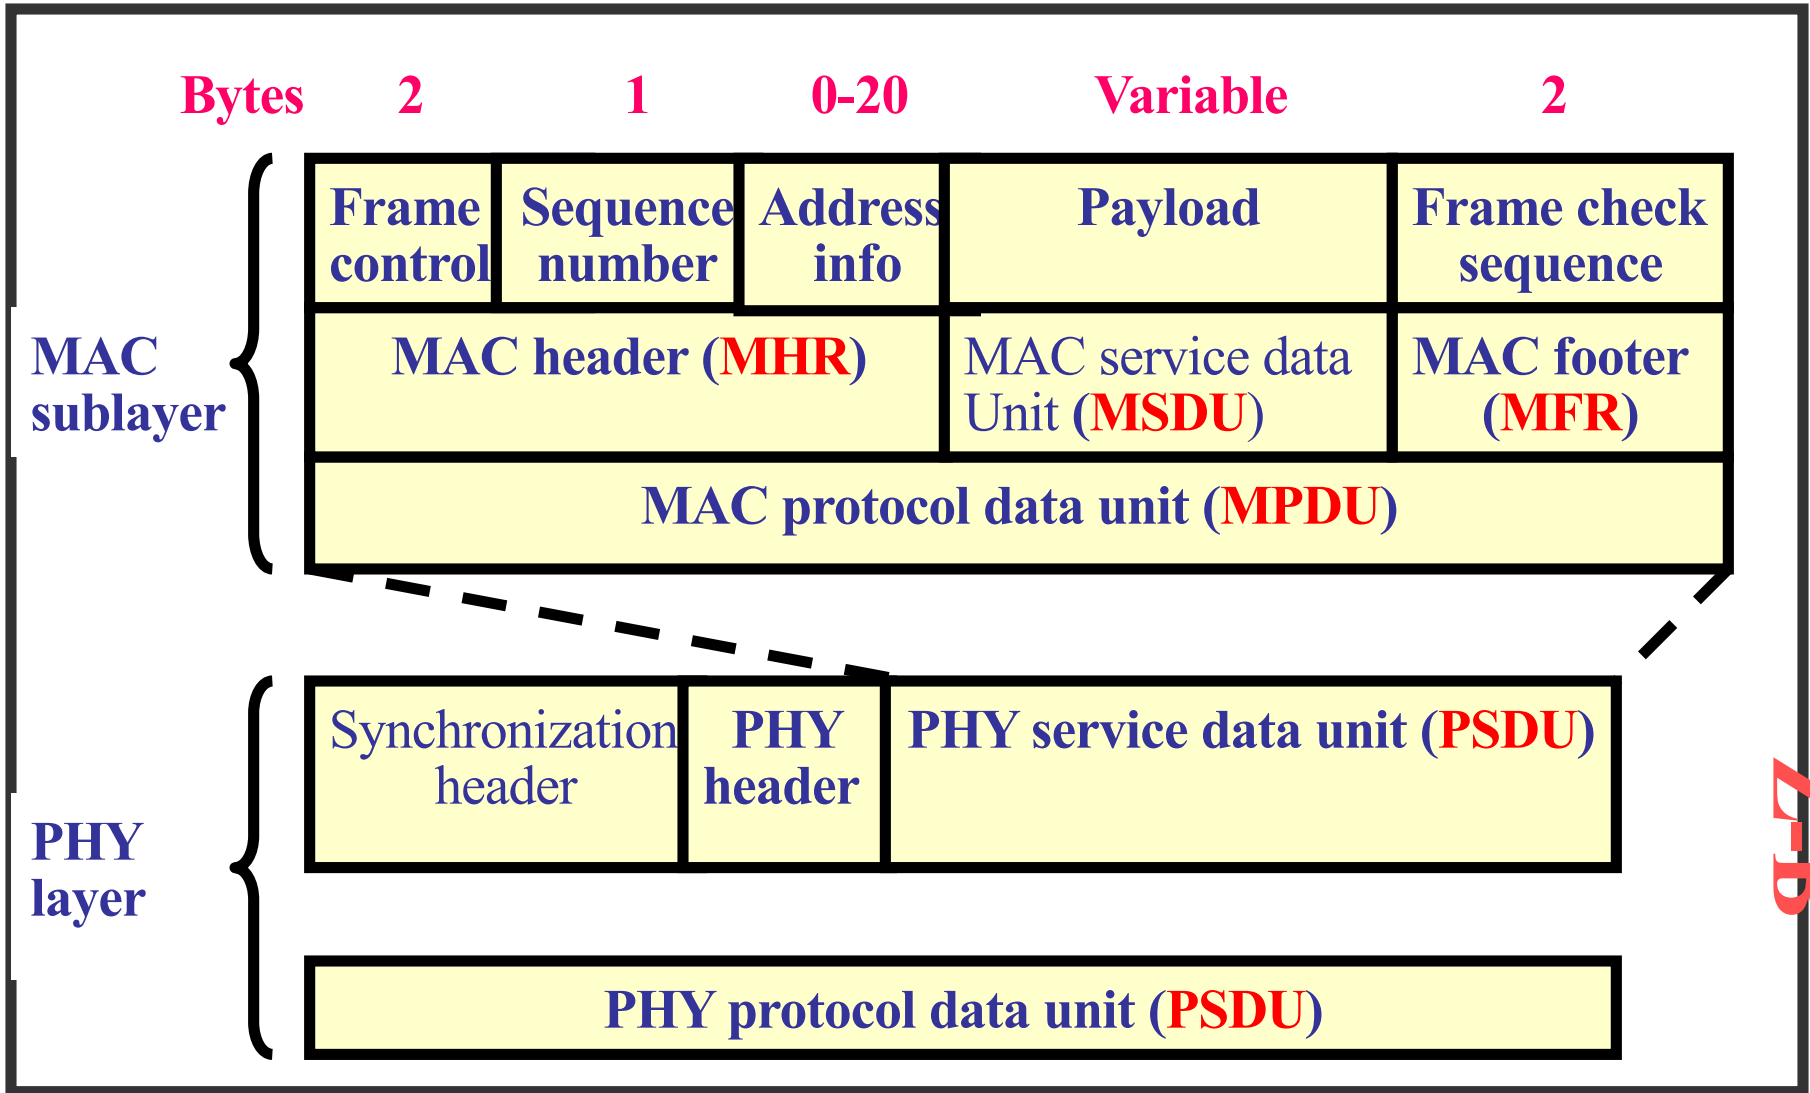 Bytes 2 1 0-20 Variable 2
Frame control
Sequence number
Address info
Payload
Frame check sequence
MAC sublayer
MAC header (MHR)
MAC service data
Unit (MSDU)
MAC footer
(MFR)
MAC protocol data unit (MPDU)
PHY layer
Synchronization header
PHY header
PHY service data unit (PSDU)
PHY protocol data unit (PSDU)